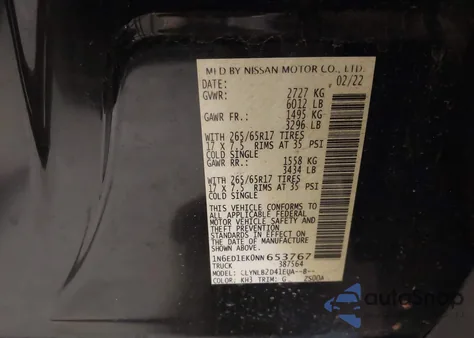 MFD BY NISSAN MOTOR CO., LTD.
DATE: 02/22
GVWR: 2727 KG
6012 LB
GAWR FR.: 1495 KG
3296 LB
WITH 265/65R17 TIRES
17 X 7.5 RIMS AT 35 PSI
COLD SINGLE
GAWR RR.: 1558 KG
3434 LB
WITH 265/65R17 TIRES
17 X 7.5 RIMS AT 35 PSI
COLD SINGLE
THIS VEHICLE CONFORMS TO
ALL APPLICABLE FEDERAL
MOTOR VEHICLE SAFETY AND
THEFT PREVENTION
STANDARDS IN EFFECT ON
THE DATE OF MFR. SHOWN ABOVE.
1N6ED1EK0NN653767
TRUCK 387564
MODEL:
COLOR: KH3 TRIM: G
AutoSnap